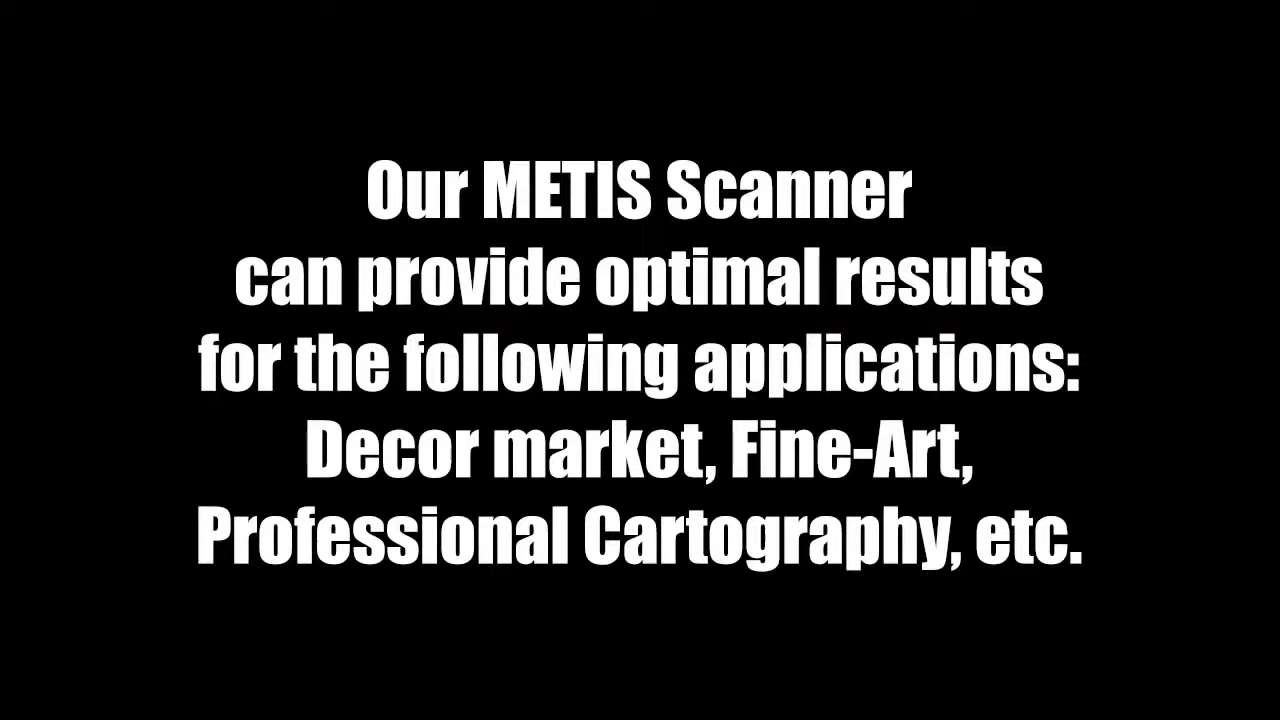 Our METIS Scanner
can provide optimal results
for the following applications:
Decor market, Fine-Art,
Professional Cartography, etc.